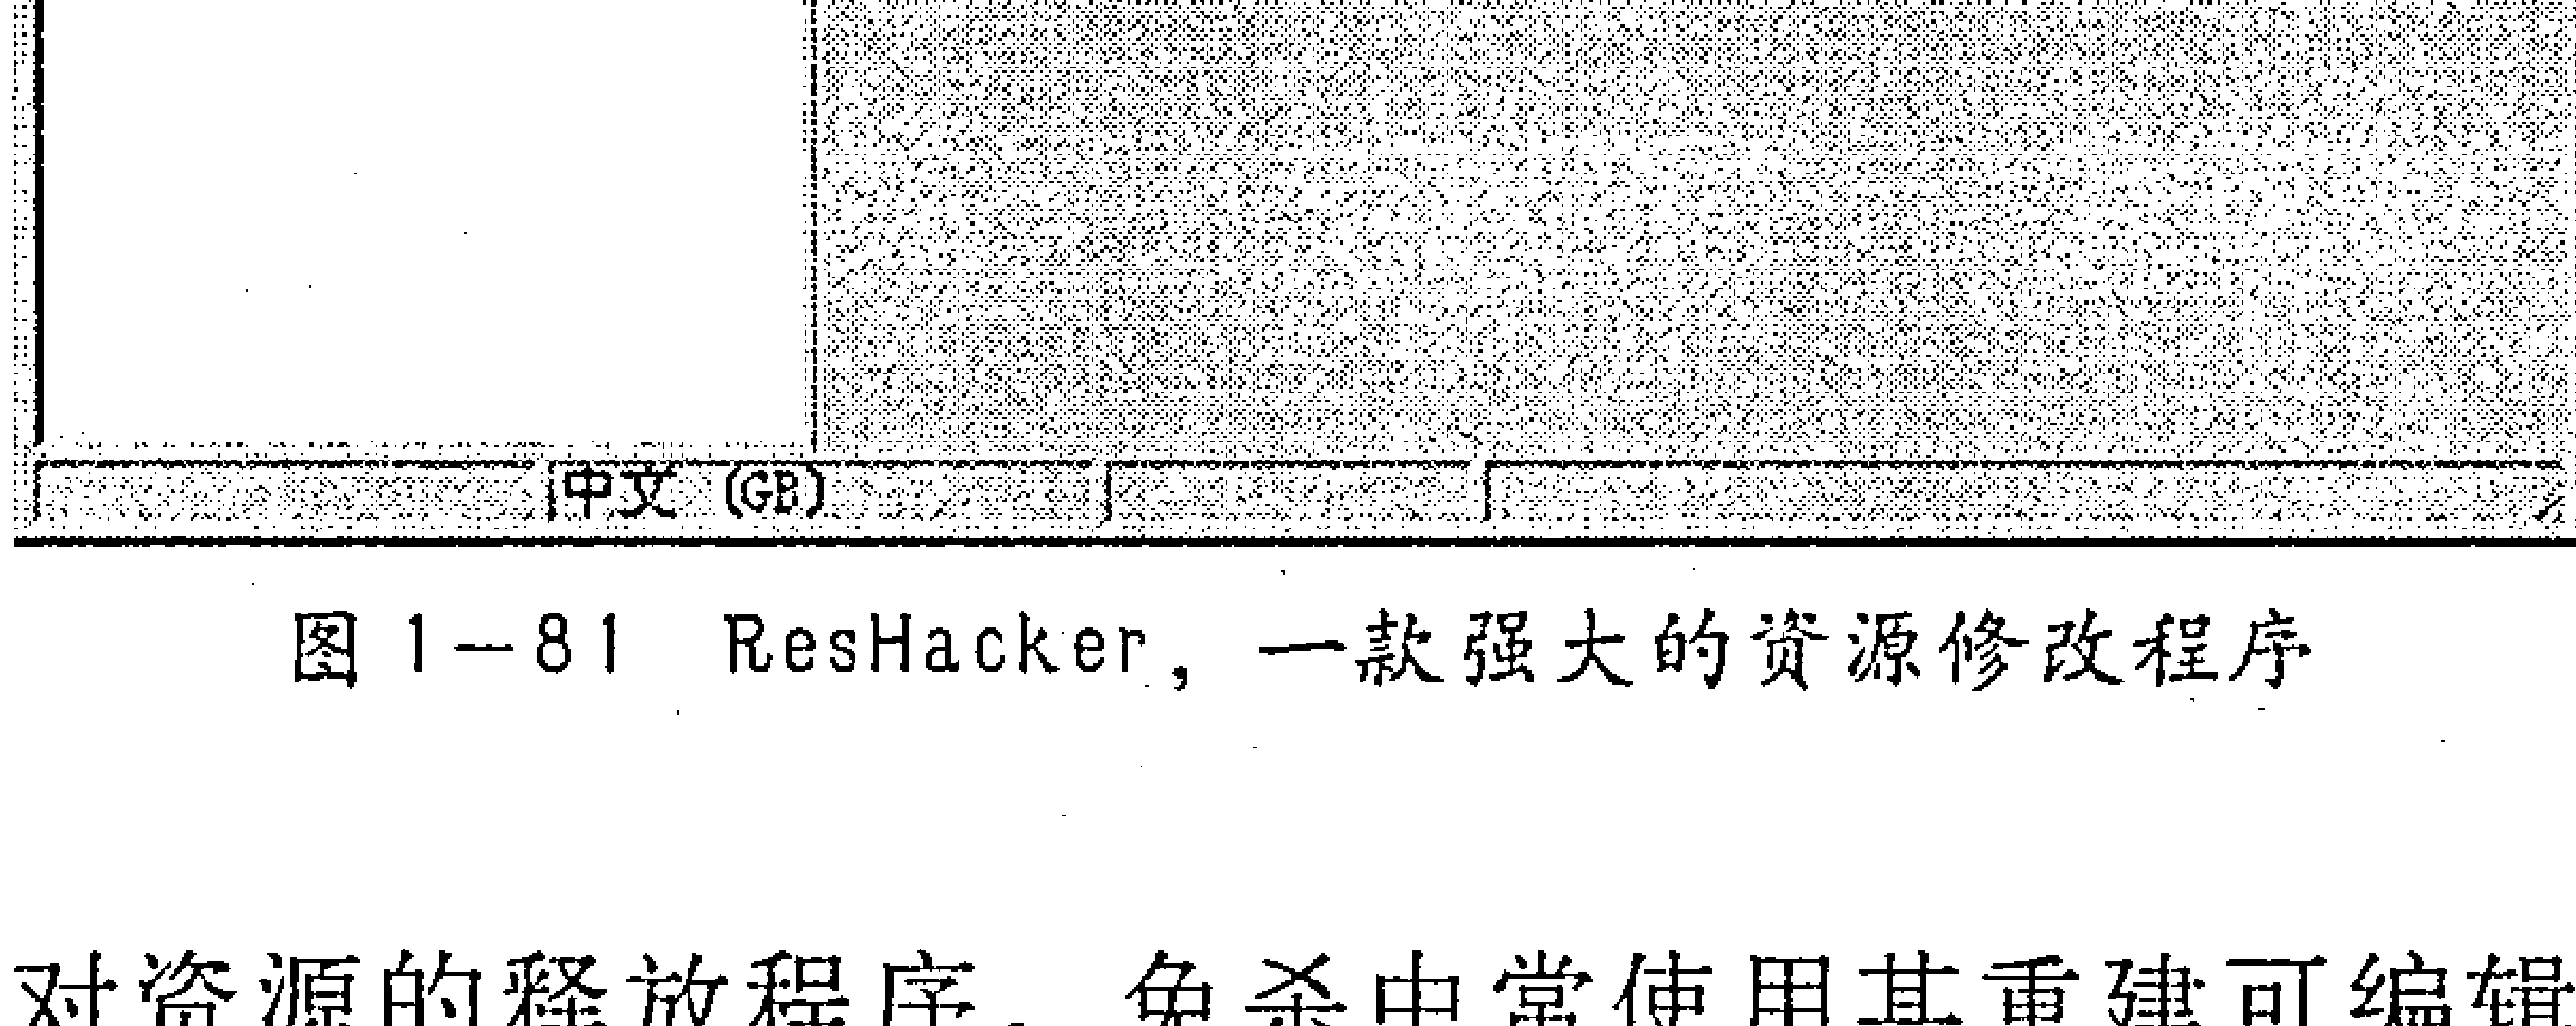 中文 (GB)
图 1-81 ResHacker, 一款强大的资源修改程序
对资源的释放程序, 免杀中常使用其重建可编辑